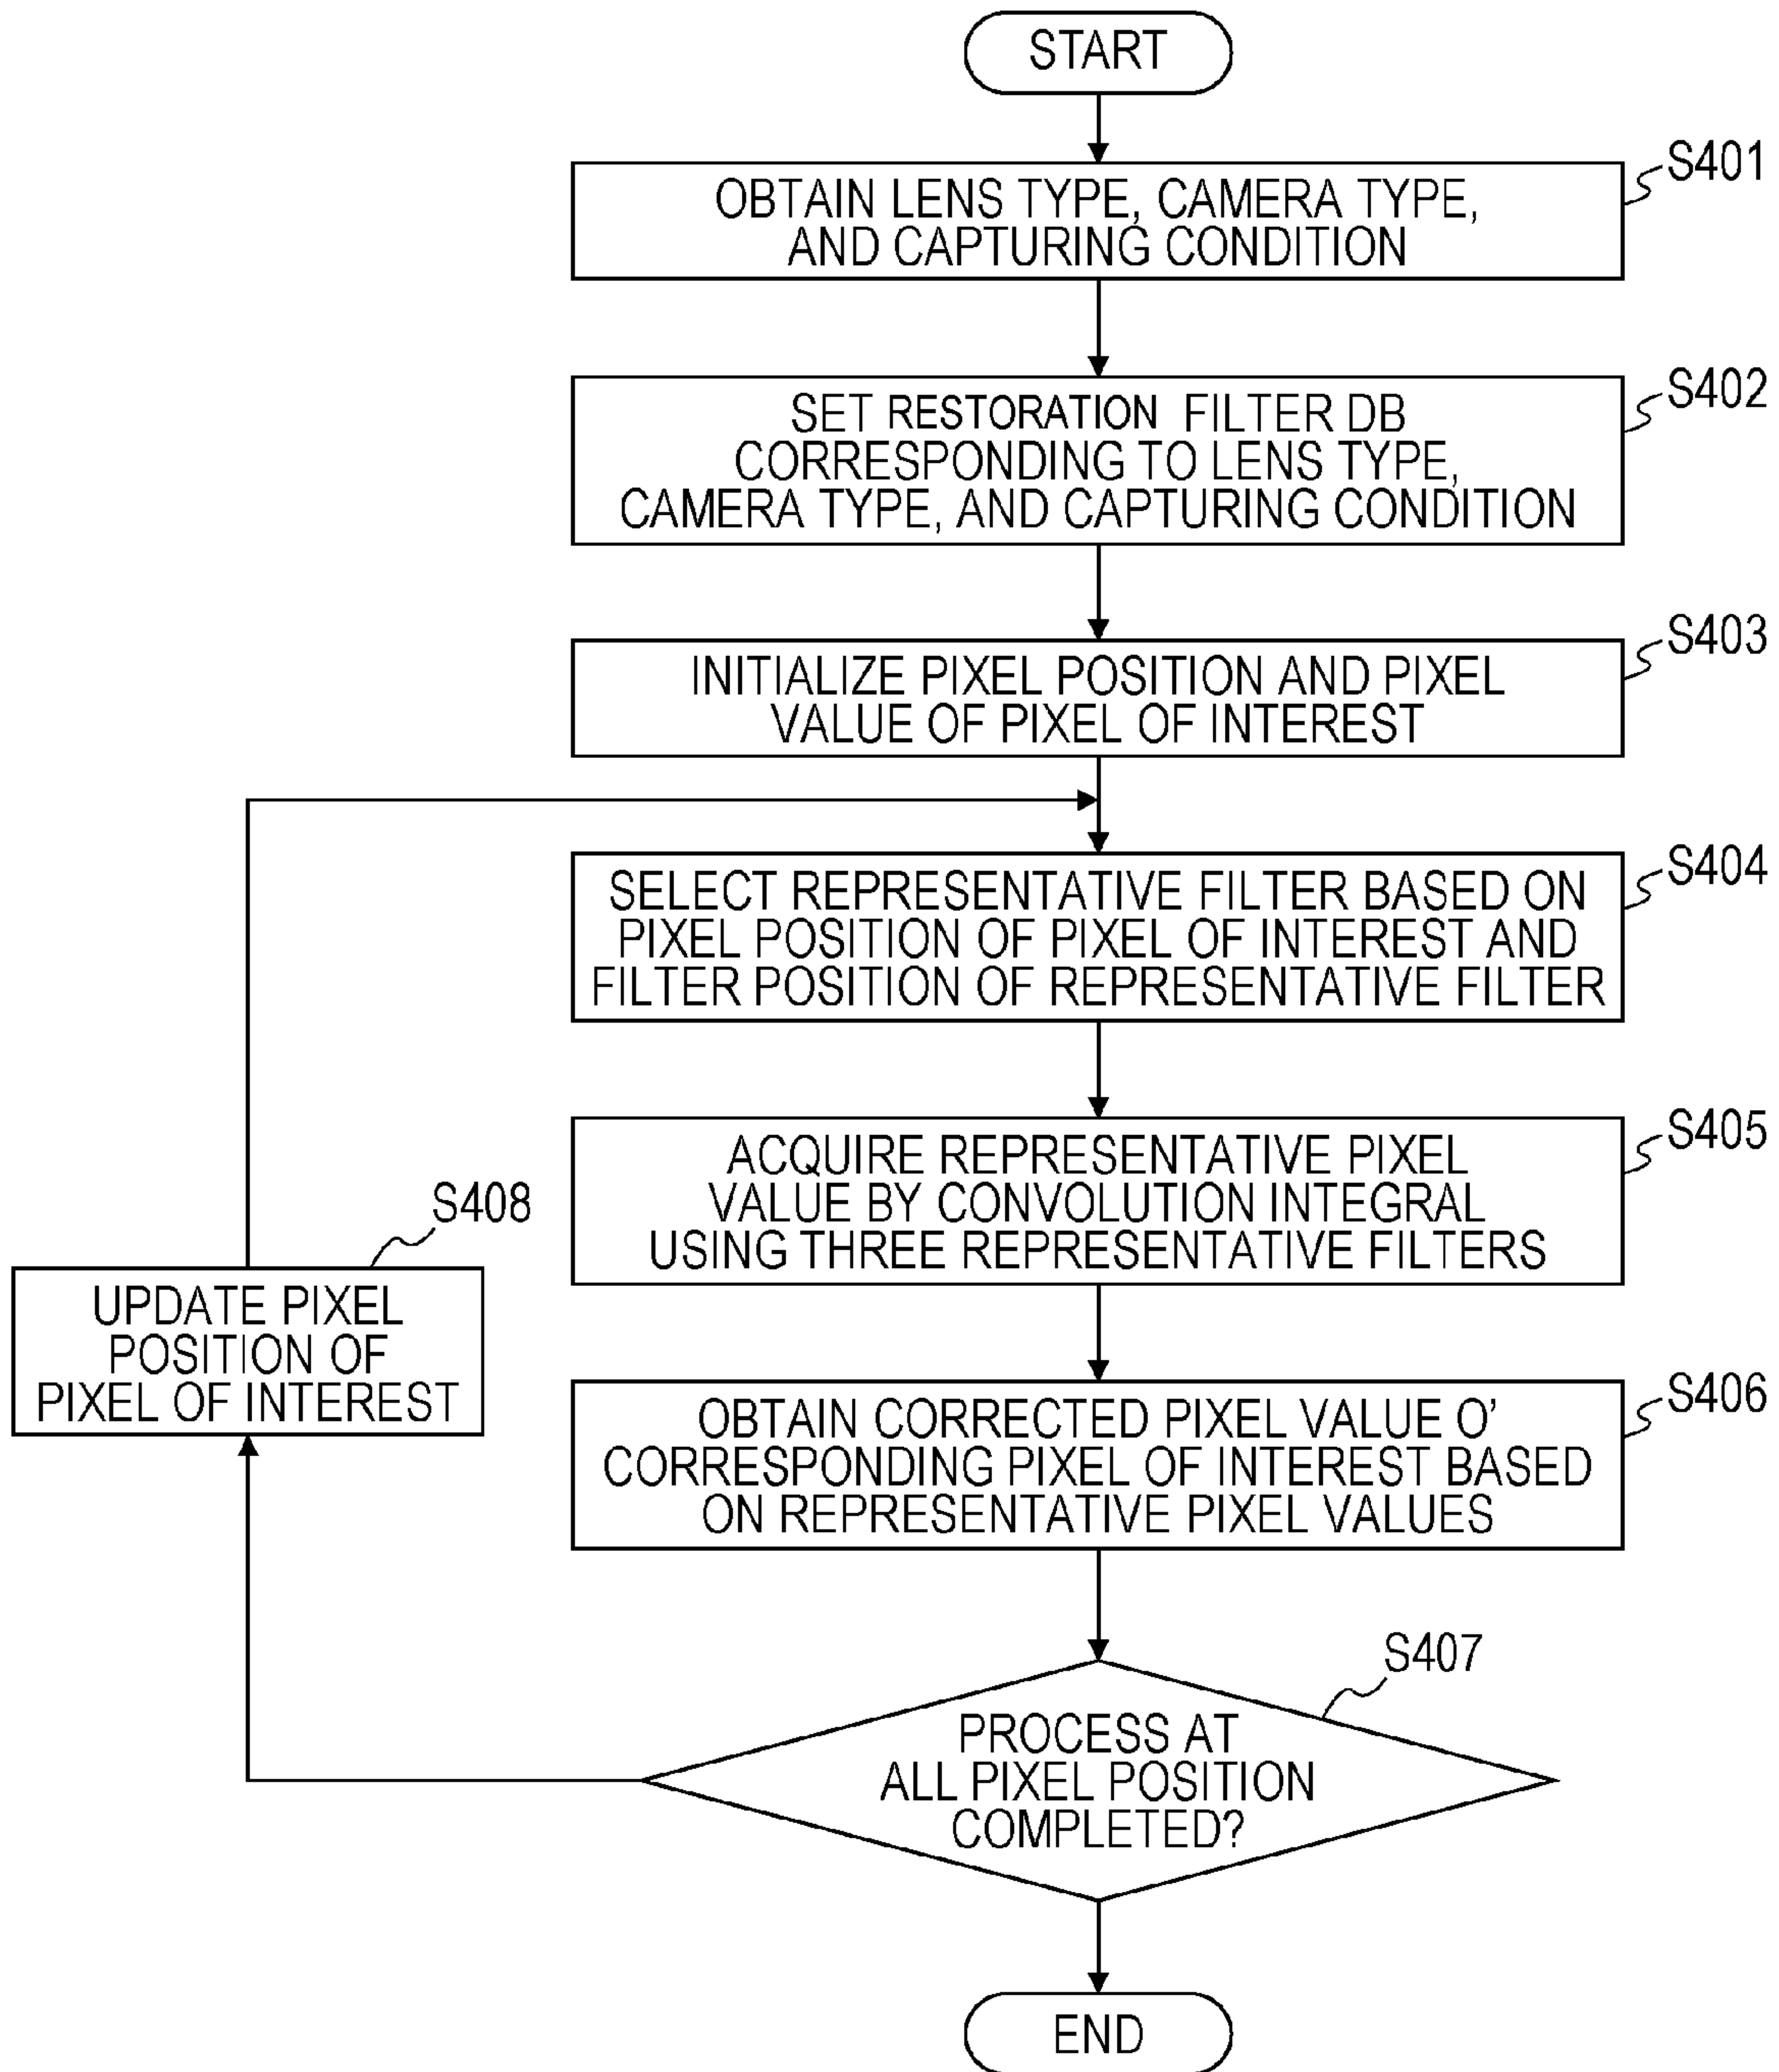 START
S401
OBTAIN LENS TYPE, CAMERA TYPE,
AND CAPTURING CONDITION
S402
SET RESTORATION FILTER DB
CORRESPONDING TO LENS TYPE,
CAMERA TYPE, AND CAPTURING CONDITION
S403
INITIALIZE PIXEL POSITION AND PIXEL
VALUE OF PIXEL OF INTEREST
S404
SELECT REPRESENTATIVE FILTER BASED ON
PIXEL POSITION OF PIXEL OF INTEREST AND
FILTER POSITION OF REPRESENTATIVE FILTER
S405
ACQUIRE REPRESENTATIVE PIXEL
VALUE BY CONVOLUTION INTEGRAL
USING THREE REPRESENTATIVE FILTERS
S408
UPDATE PIXEL
POSITION OF
PIXEL OF INTEREST
S406
OBTAIN CORRECTED PIXEL VALUE O’
CORRESPONDING PIXEL OF INTEREST BASED
ON REPRESENTATIVE PIXEL VALUES
S407
PROCESS AT
ALL PIXEL POSITION
COMPLETED?
END